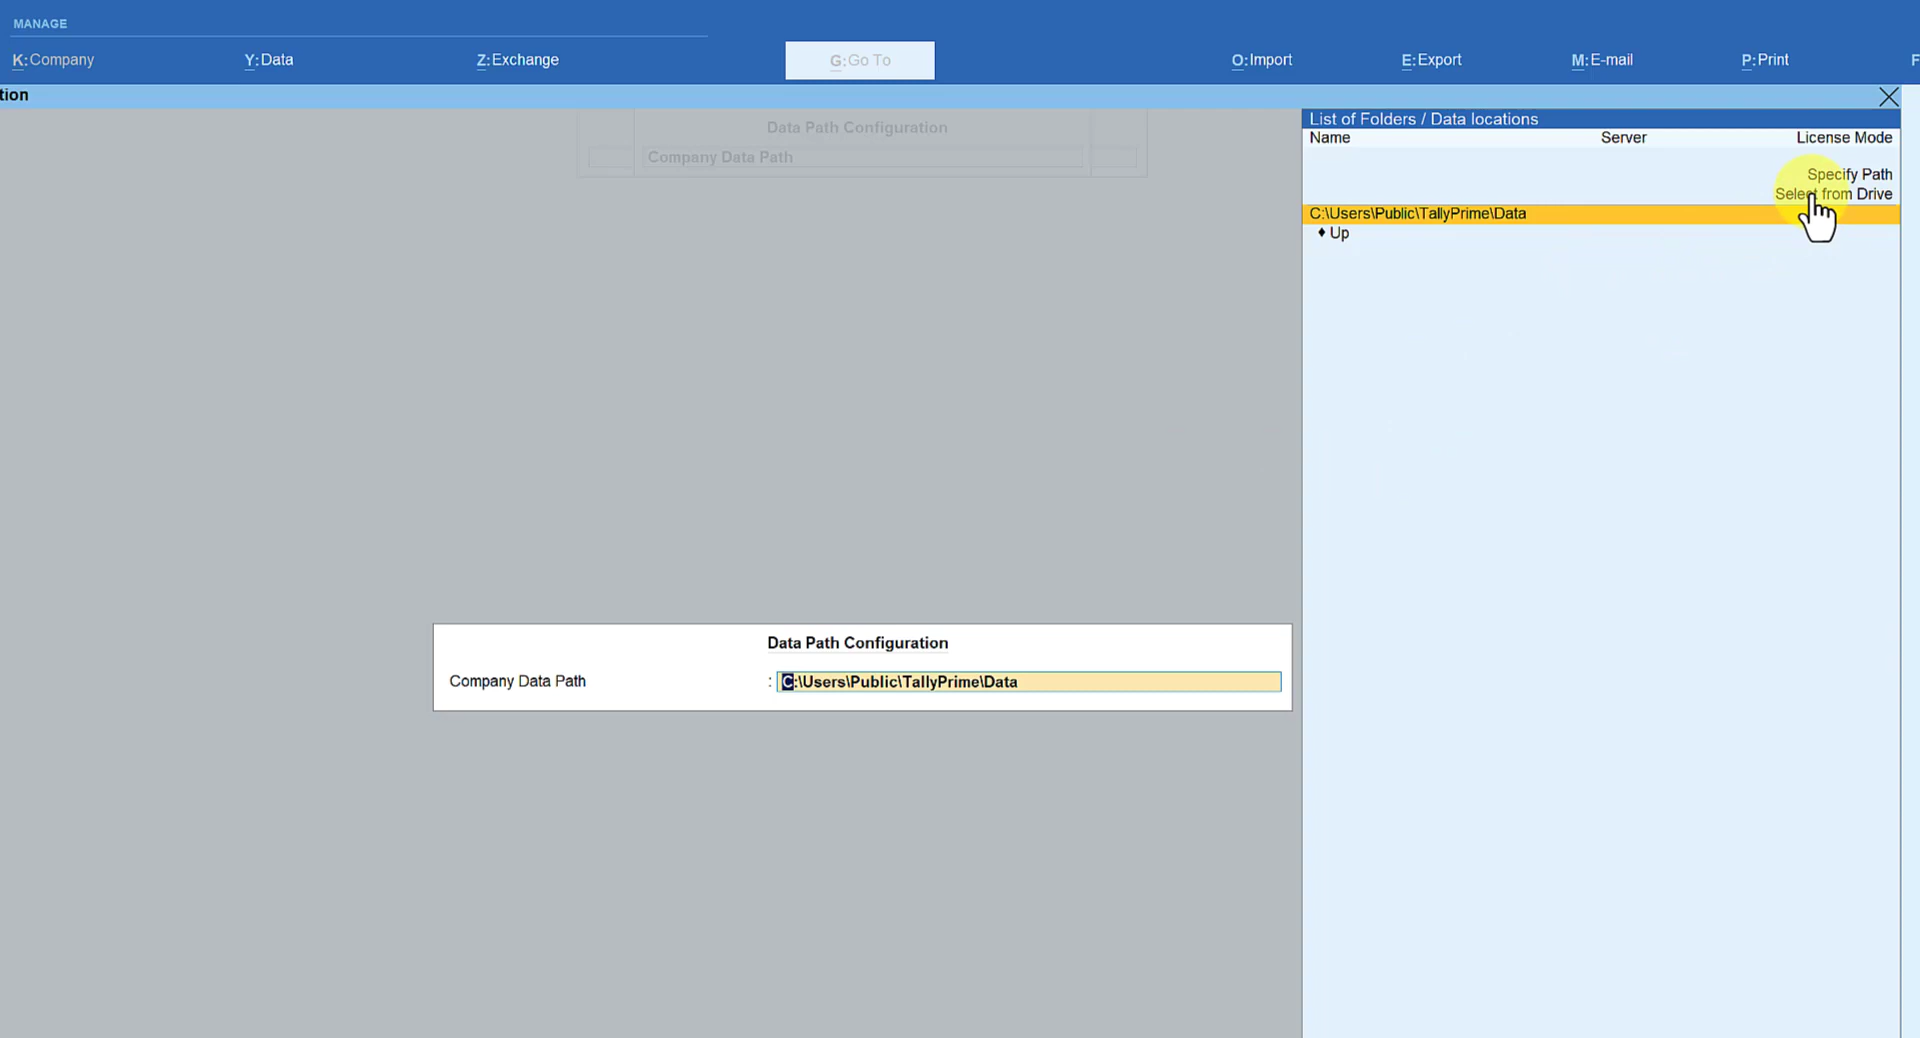 MANAGE
K:Company Y:Data Z:Exchange G:Go To O:Import E:Export M:E-mail P:Print F
tion
List of Folders / Data locations
Name Server License Mode
Specify Path
Select from Drive
C:\Users\Public\TallyPrime\Data
♦ Up
Data Path Configuration
Company Data Path
Data Path Configuration
Company Data Path : C:\Users\Public\TallyPrime\Data